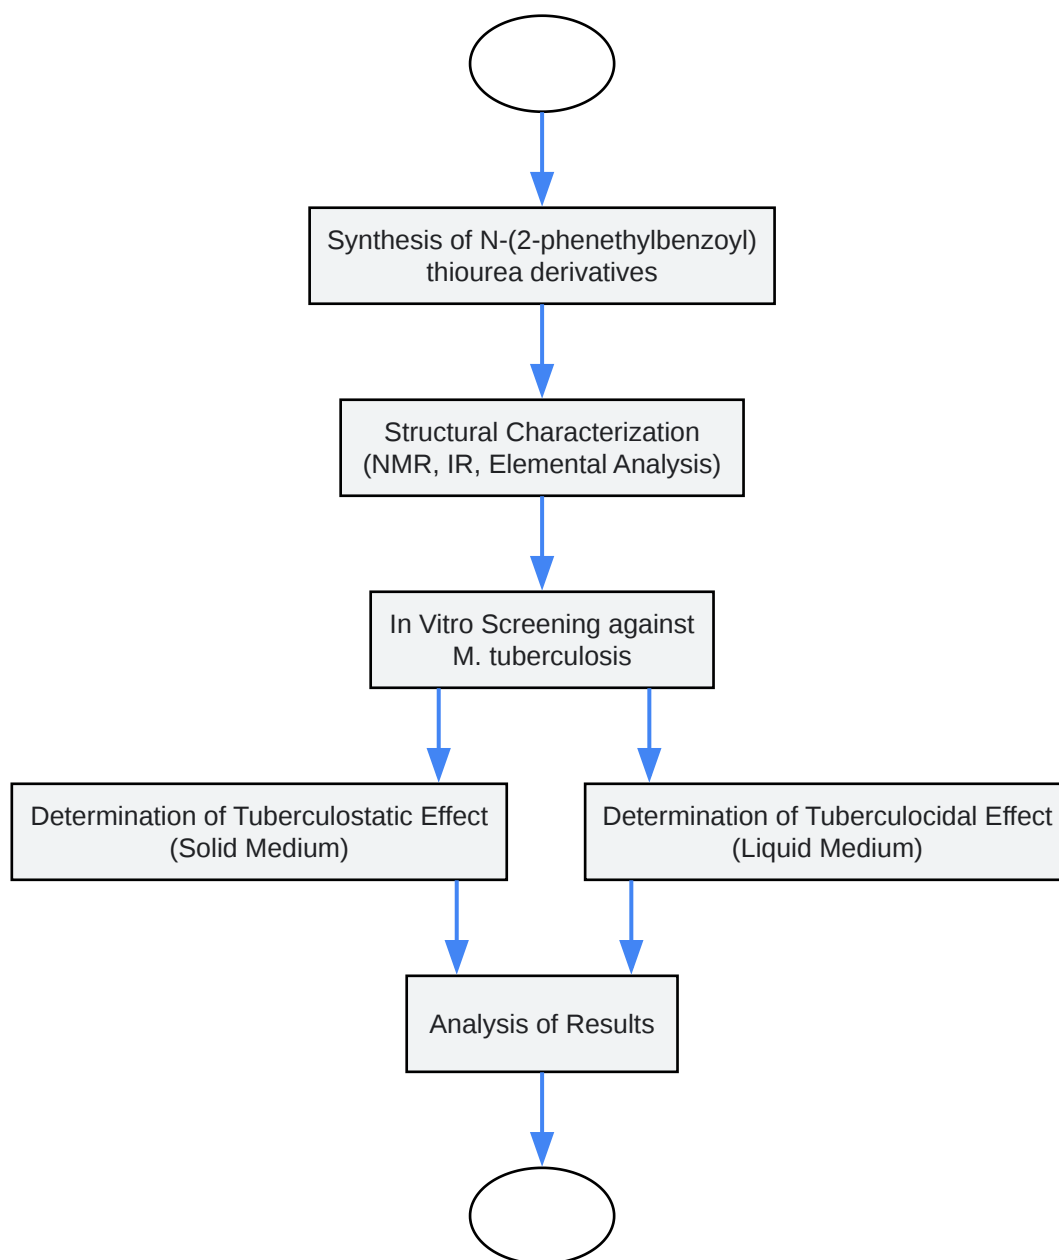 Synthesis of N-(2-phenethylbenzoyl)
thiourea derivatives
Structural Characterization
(NMR, IR, Elemental Analysis)
In Vitro Screening against
M. tuberculosis
Determination of Tuberculostatic Effect
(Solid Medium)
Determination of Tuberculocidal Effect
(Liquid Medium)
Analysis of Results